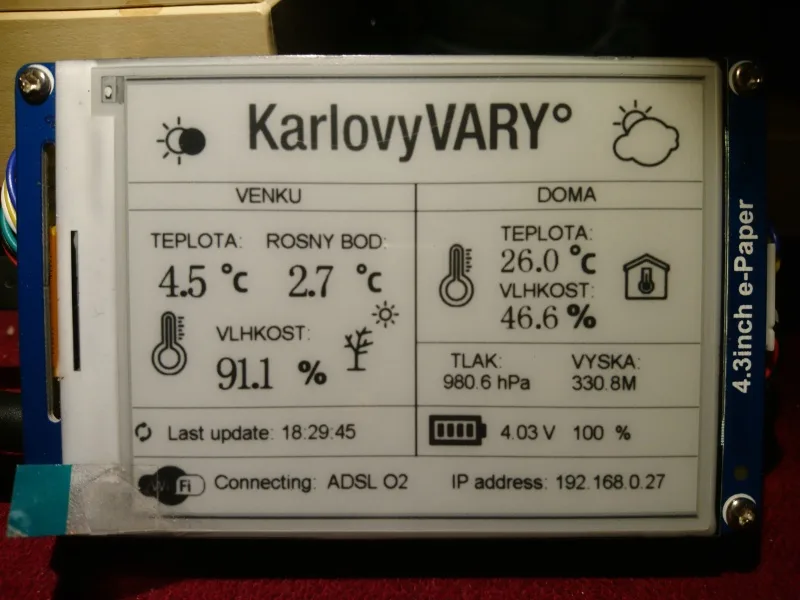 KarlovyVARY°
VENKU
DOMA
TEPLOTA: ROSNY BOD:
4.5 °C 2.7 °C
VLHKOST:
91.1 %
TEPLOTA:
26.0 °C
VLHKOST:
46.6 %
TLAK: VYSKA:
980.6 hPa 330.8M
Last update: 18:29:45
4.03 V 100 %
Wi Fi Connecting: ADSL O2 IP address: 192.168.0.27
4.3inch e-Paper